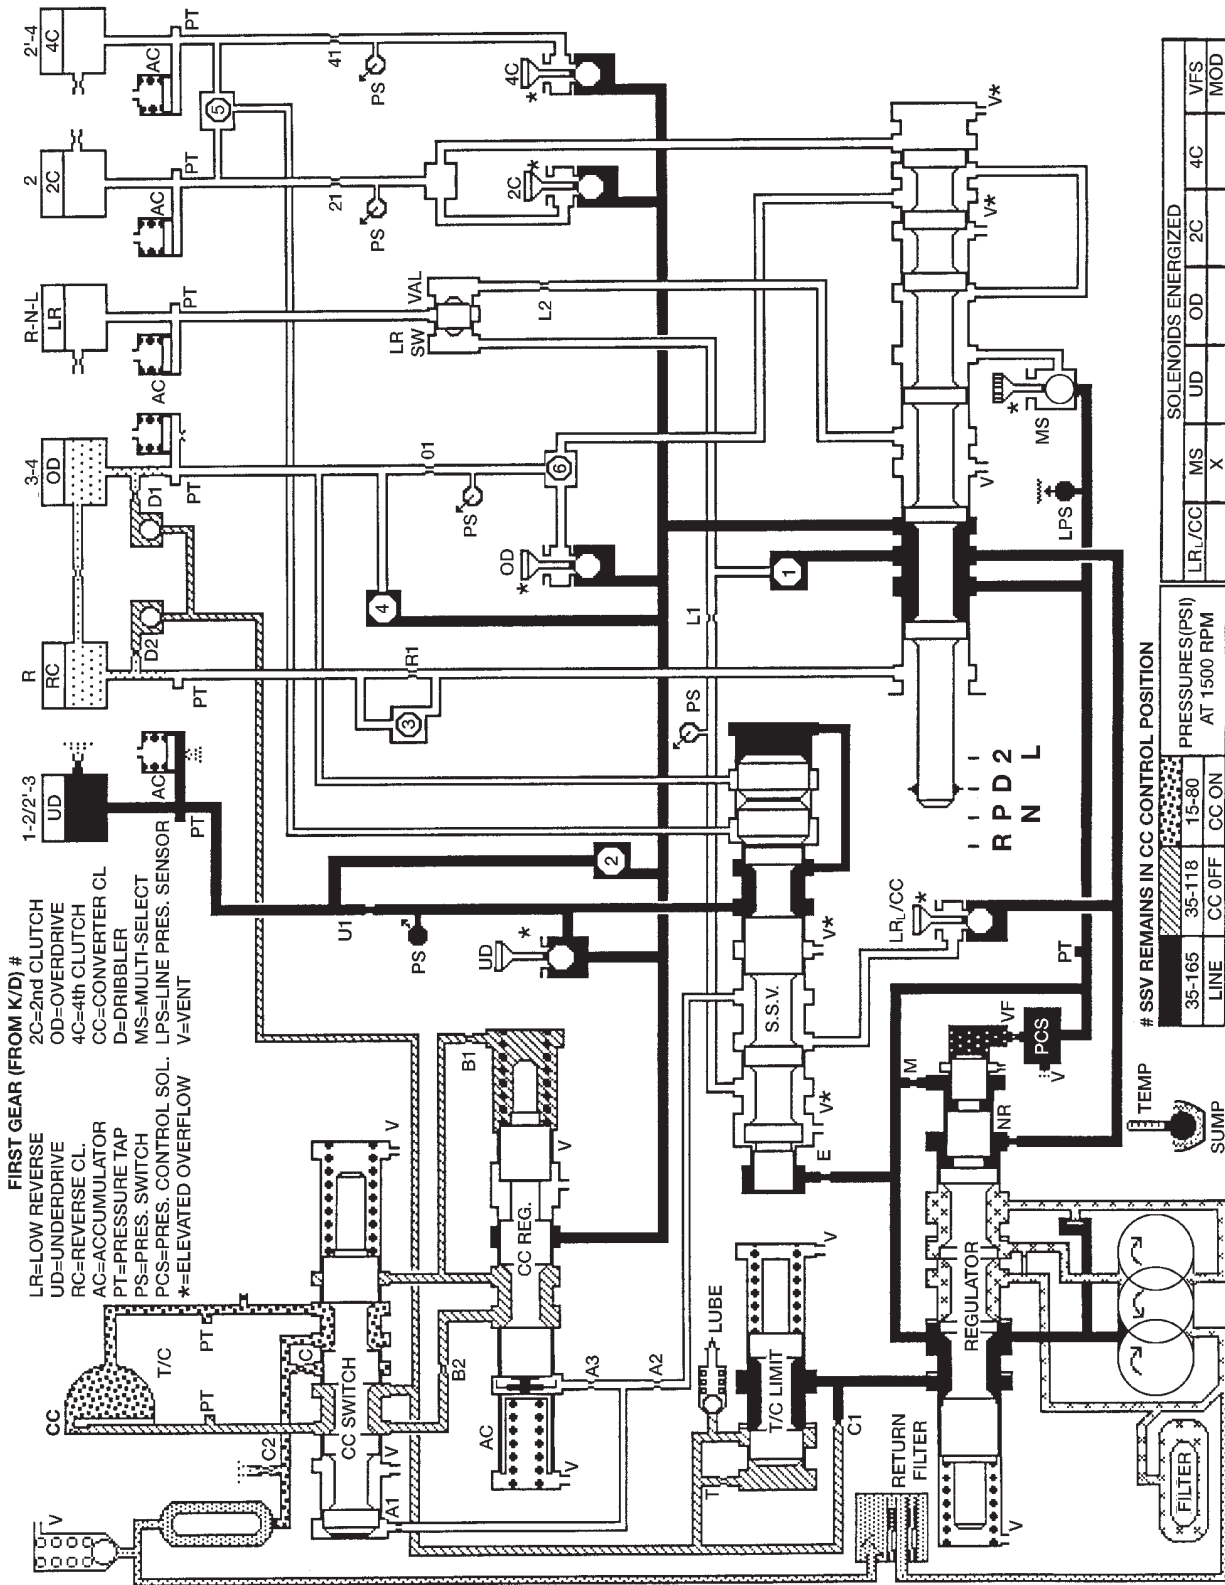 FIRST GEAR (FROM K/D) #
LR=LOW REVERSE
UD=UNDERDRIVE
RC=REVERSE CL.
AC=ACCUMULATOR
PT=PRESSURE TAP
PS=PRES. SWITCH
PCS=PRES. CONTROL SOL.
*=ELEVATED OVERFLOW
2C=2nd CLUTCH
OD=OVERDRIVE
4C=4th CLUTCH
CC=CONVERTER CL
D=DRIBBLER
MS=MULTI-SELECT
LPS=LINE PRES. SENSOR
V=VENT
1-2/2'-3
UD
R
RC
3-4
OD
R-N-L
LR
2
2C
2'-4
4C
AC
AC
AC
AC
AC
PT
PT
PT
PT
PT
PT
D2
D1
5
V
CC
T/C
PT
PT
C2
C
CC SWITCH
V
V
A1
B1
B2
CC REG.
V
AC
V
A3
A2
U1
PS
2
UD
*
3
R1
4
01
PS
6
OD
*
LR
SW
VAL
L2
21
PS
2C
*
41
PS
4C
*
PS
L1
1
LUBE
T
T/C LIMIT
V
C1
E
S.S.V.
V*
V*
LRL/CC
*
R P D 2
N L
V
V*
V*
MS
*
LPS
RETURN
FILTER
V
REGULATOR
NR
M
VF
PCS
V
PT
FILTER
TEMP
SUMP
# SSV REMAINS IN CC CONTROL POSITION
35-165 35-118 15-80 PRESSURES(PSI)
LINE CC OFF CC ON AT 1500 RPM
SOLENOIDS ENERGIZED
LRL/CC MS UD OD 2C 4C VFS
X MOD